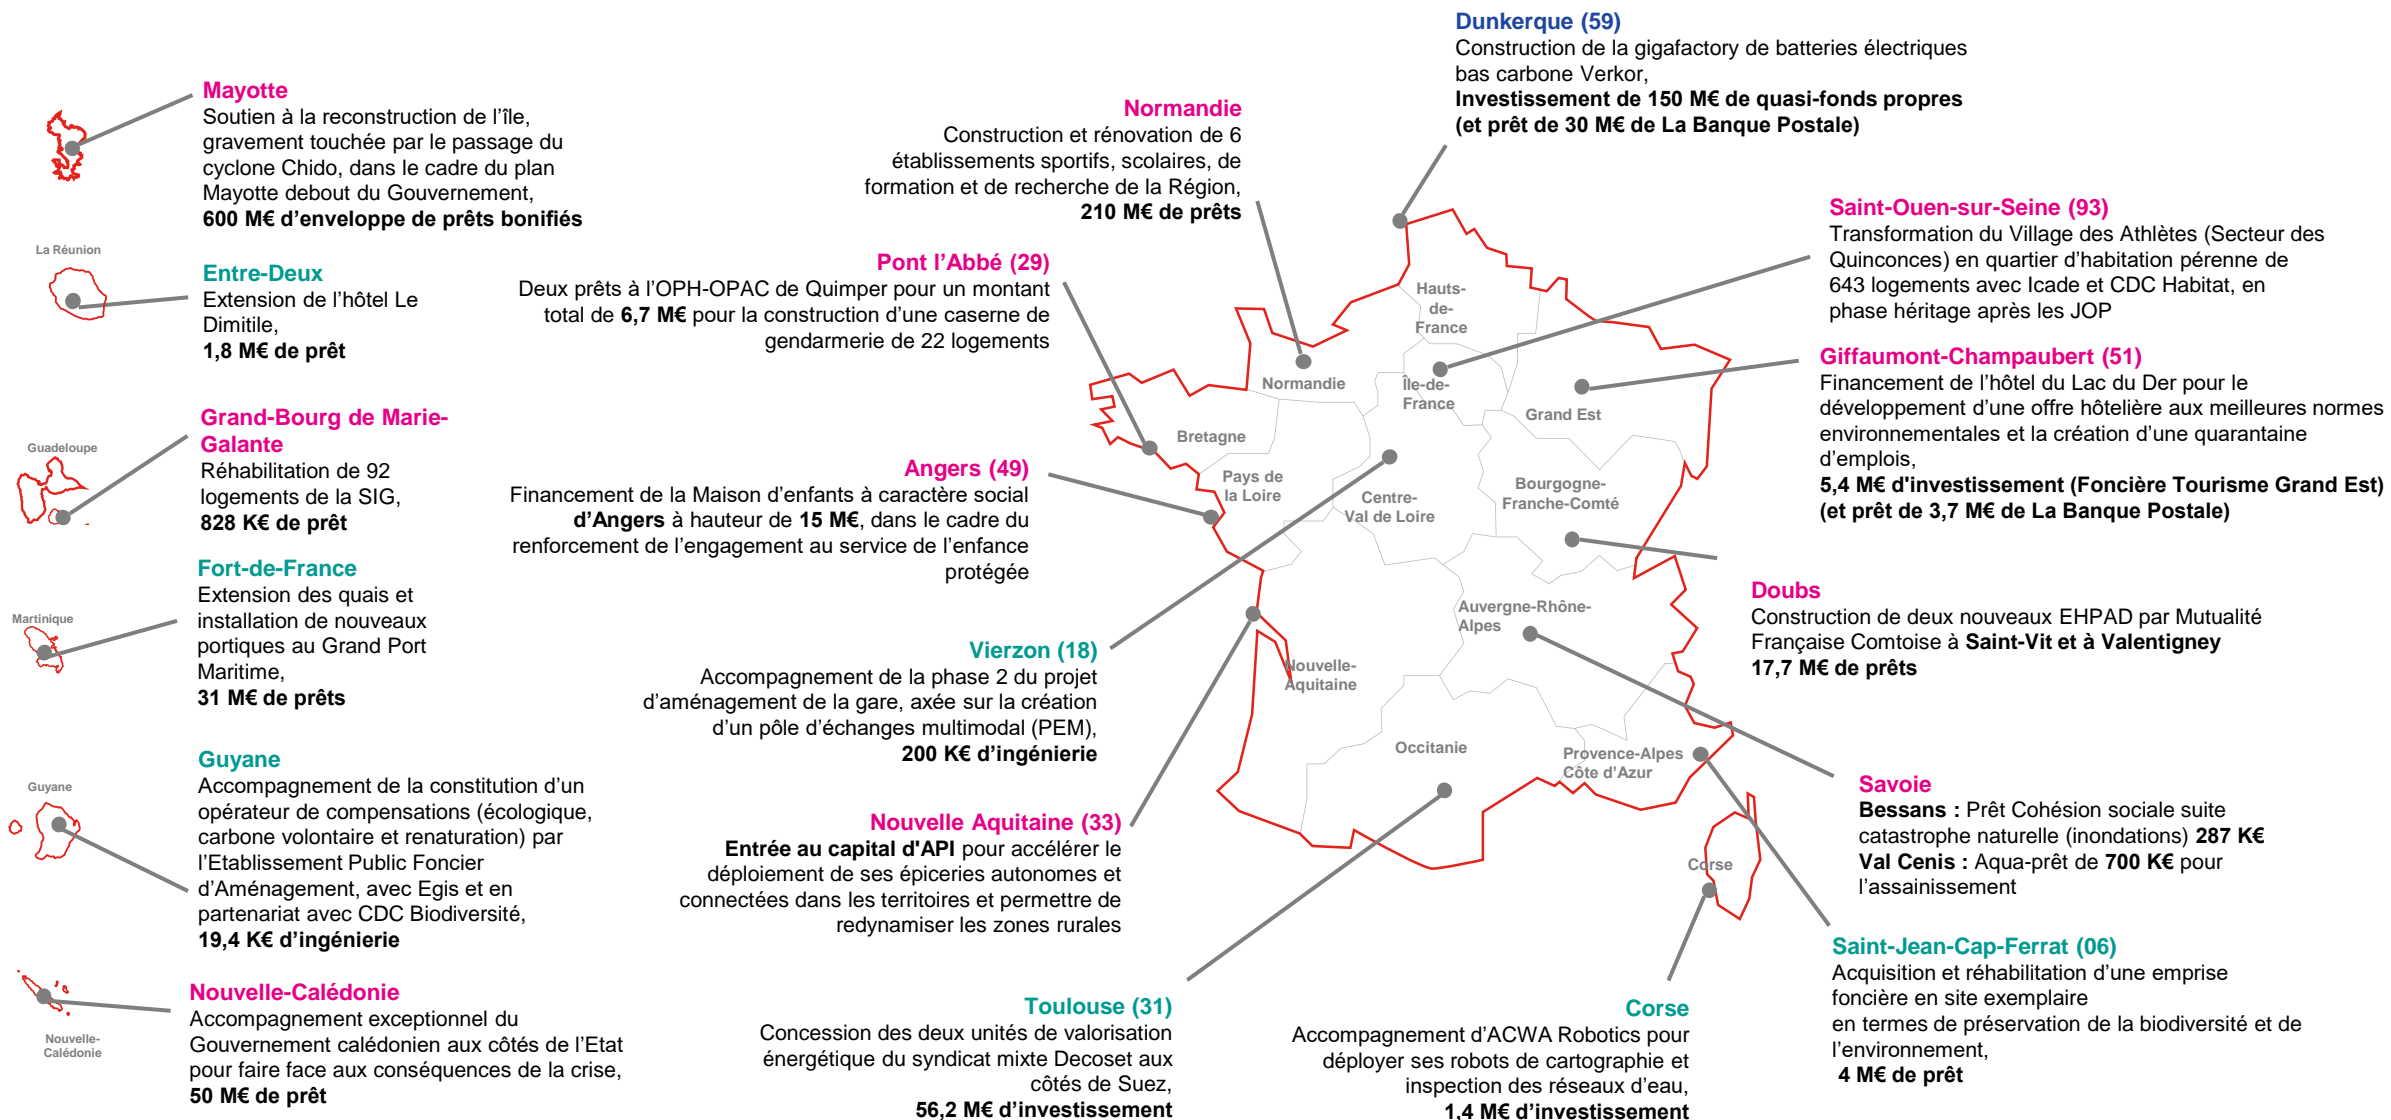 Mayotte
Soutien à la reconstruction de l'île,
gravement touchée par le passage du
cyclone Chido, dans le cadre du plan
Mayotte debout du Gouvernement,
600 M€ d'enveloppe de prêts bonifiés
La Réunion
Entre-Deux
Extension de l'hôtel Le
Dimitile,
1,8 M€ de prêt
Guadeloupe
Grand-Bourg de Marie-
Galante
Réhabilitation de 92
logements de la SIG,
828 K€ de prêt
Martinique
Fort-de-France
Extension des quais et
installation de nouveaux
portiques au Grand Port
Maritime,
31 M€ de prêts
Guyane
Guyane
Accompagnement de la constitution d'un
opérateur de compensations (écologique,
carbone volontaire et renaturation) par
l'Etablissement Public Foncier
d'Aménagement, avec Egis et en
partenariat avec CDC Biodiversité,
19,4 K€ d'ingénierie
Nouvelle-
Calédonie
Nouvelle-Calédonie
Accompagnement exceptionnel du
Gouvernement calédonien aux côtés de l'Etat
pour faire face aux conséquences de la crise,
50 M€ de prêt
Normandie
Construction et rénovation de 6
établissements sportifs, scolaires, de
formation et de recherche de la Région,
210 M€ de prêts
Pont l'Abbé (29)
Deux prêts à l'OPH-OPAC de Quimper pour un montant
total de 6,7 M€ pour la construction d'une caserne de
gendarmerie de 22 logements
Angers (49)
Financement de la Maison d'enfants à caractère social
d'Angers à hauteur de 15 M€, dans le cadre du
renforcement de l'engagement au service de l'enfance
protégée
Vierzon (18)
Accompagnement de la phase 2 du projet
d'aménagement de la gare, axée sur la création
d'un pôle d'échanges multimodal (PEM),
200 K€ d'ingénierie
Nouvelle Aquitaine (33)
Entrée au capital d'API pour accélérer le
déploiement de ses épiceries autonomes et
connectées dans les territoires et permettre de
redynamiser les zones rurales
Toulouse (31)
Concession des deux unités de valorisation
énergétique du syndicat mixte Decoset aux
côtés de Suez,
56,2 M€ d'investissement
Dunkerque (59)
Construction de la gigafactory de batteries électriques
bas carbone Verkor,
Investissement de 150 M€ de quasi-fonds propres
(et prêt de 30 M€ de La Banque Postale)
Hauts-
de-
France
Normandie
Île-de-
France
Grand Est
Bretagne
Pays de
la Loire
Centre-
Val de Loire
Bourgogne-
Franche-Comté
Auvergne-Rhône-
Alpes
Nouvelle-
Aquitaine
Occitanie
Provence-Alpes
Côte d'Azur
Corse
Saint-Ouen-sur-Seine (93)
Transformation du Village des Athlètes (Secteur des
Quinconces) en quartier d'habitation pérenne de
643 logements avec Icade et CDC Habitat, en
phase héritage après les JOP
Giffaumont-Champaubert (51)
Financement de l'hôtel du Lac du Der pour le
développement d'une offre hôtelière aux meilleures normes
environnementales et la création d'une quarantaine
d'emplois,
5,4 M€ d'investissement (Foncière Tourisme Grand Est)
(et prêt de 3,7 M€ de La Banque Postale)
Doubs
Construction de deux nouveaux EHPAD par Mutualité
Française Comtoise à Saint-Vit et à Valentigney
17,7 M€ de prêts
Savoie
Bessans : Prêt Cohésion sociale suite
catastrophe naturelle (inondations) 287 K€
Val Cenis : Aqua-prêt de 700 K€ pour
l'assainissement
Saint-Jean-Cap-Ferrat (06)
Acquisition et réhabilitation d'une emprise
foncière en site exemplaire
en termes de préservation de la biodiversité et de
l'environnement,
4 M€ de prêt
Corse
Accompagnement d'ACWA Robotics pour
déployer ses robots de cartographie et
inspection des réseaux d'eau,
1,4 M€ d'investissement